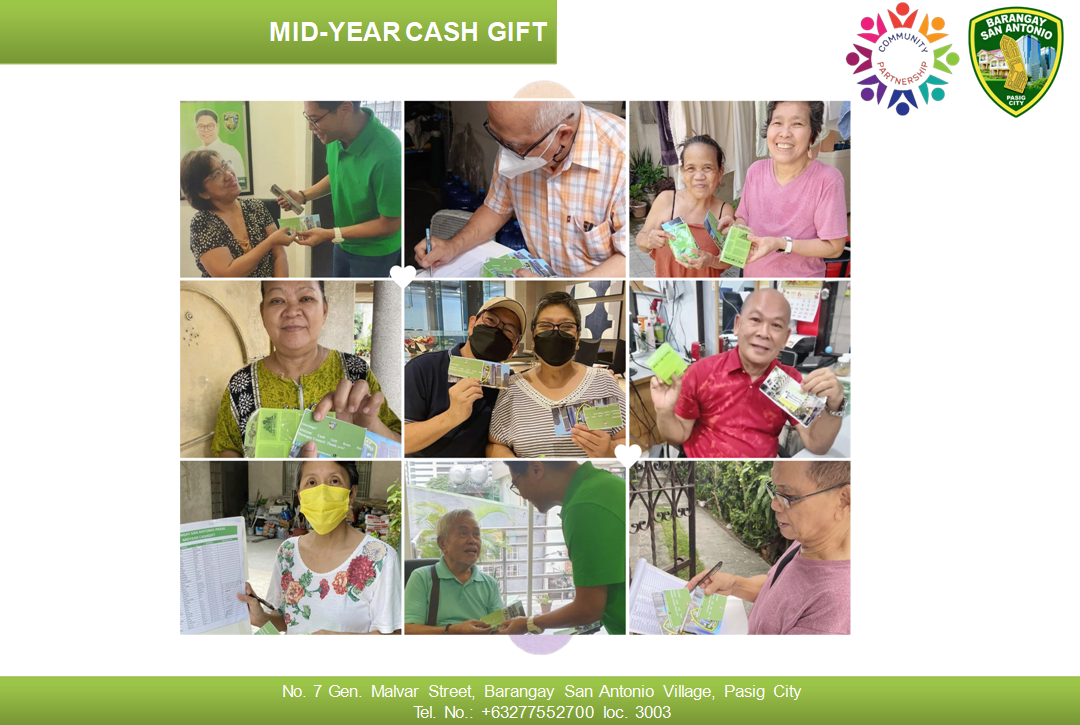 MID-YEAR CASH GIFT
COMMUNITY
PARTNERSHIP
BARANGAY
SAN ANTONIO
PASIG
CITY
No. 7 Gen. Malvar Street, Barangay San Antonio Village, Pasig City
Tel. No.: +63277552700 loc. 3003